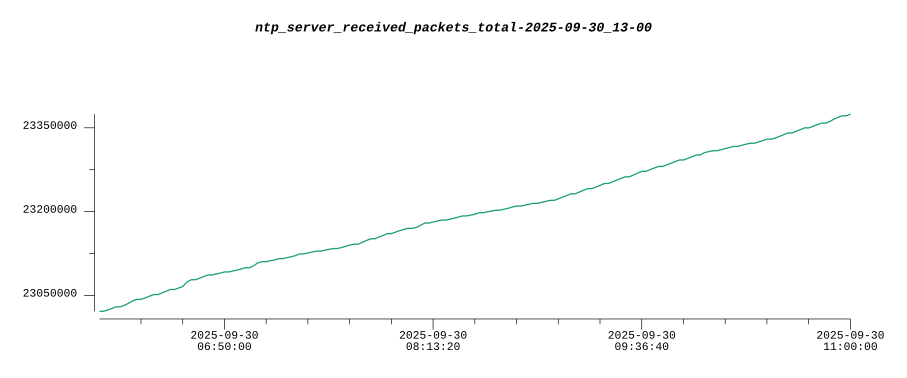 ntp_server_received_packets_total-2025-09-30_13-00
23350000
23200000
23050000
2025-09-30 2025-09-30 2025-09-30 2025-09-30
06:50:00 08:13:20 09:36:40 11:00:00